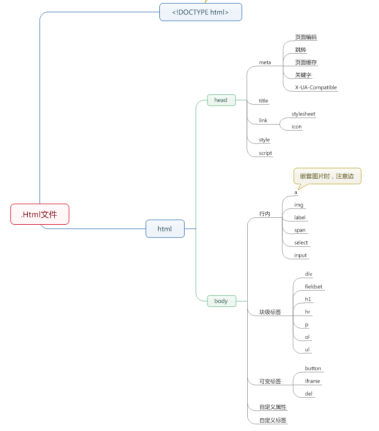 <!DOCTYPE html>
页面编码
跳转
meta
页面缓存
关键字
X-UA-Compatible
head
title
stylesheet
link
icon
style
script
嵌套图片时，注意边
a
img
行内
label
.Html文件
span
html
select
input
div
fieldset
h1
块级标签
hr
p
body
ol
ul
button
可变标签
iframe
del
自定义属性
自定义标签